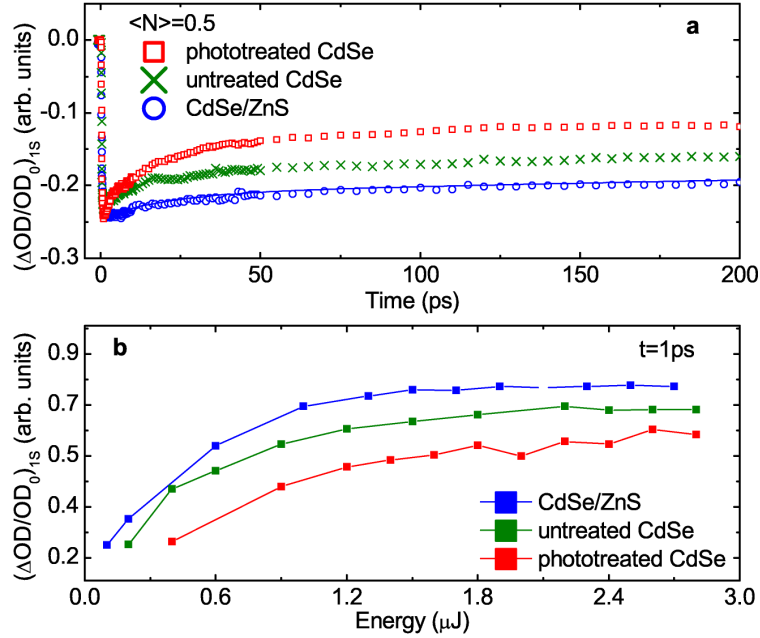 <N>=0.5
a
phototreated CdSe
untreated CdSe
CdSe/ZnS
0.0
-0.1
-0.2
-0.3
(ΔOD/OD₀)₁S (arb. units)
0 50 100 150 200
Time (ps)
b
t=1ps
0.9
0.7
0.5
0.4
0.2
(ΔOD/OD₀)₁S (arb. units)
CdSe/ZnS
untreated CdSe
phototreated CdSe
0.0 0.6 1.2 1.8 2.4 3.0
Energy (μJ)